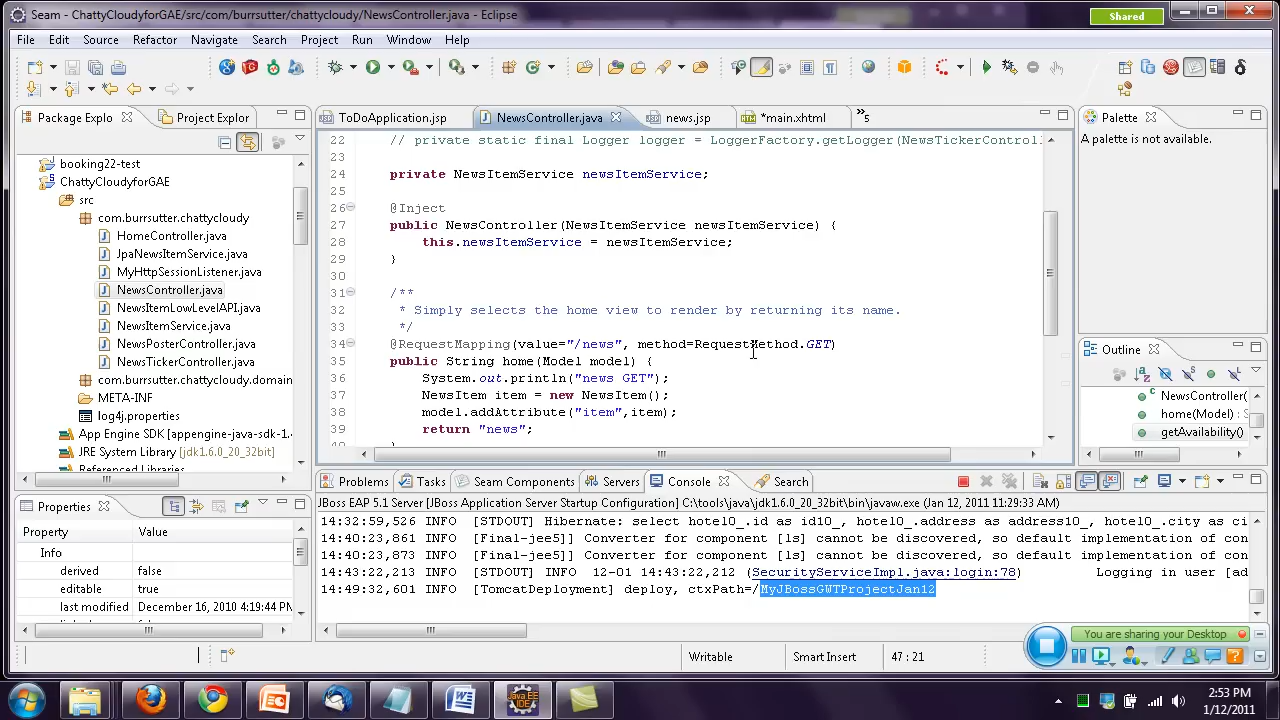 Seam - ChattyCloudyforGAE/src/com/burrsutter/chattycloudy/NewsController.java - Eclipse
Shared
File Edit Source Refactor Navigate Search Project Run Window Help
Package Explo
Project Explor
ToDoApplication.jsp
NewsController.java
news.jsp
*main.xhtml
»5
Palette
A palette is not available.
booking22-test
ChattyCloudyforGAE
src
com.burrsutter.chattycloudy
HomeController.java
JpaNewsItemService.java
MyHttpSessionListener.java
NewsController.java
NewsItemLowLevelAPI.java
NewsItemService.java
NewsPosterController.java
NewsTickerController.java
com.burrsutter.chattycloudy.domain
META-INF
log4j.properties
App Engine SDK [appengine-java-sdk-1.
JRE System Library [jdk1.6.0_20_32bit]
Referenced Libraries
22 // private static final Logger logger = LoggerFactory.getLogger(NewsTickerContro
23
24 private NewsItemService newsItemService;
25
26 @Inject
27 public NewsController(NewsItemService newsItemService) {
28 this.newsItemService = newsItemService;
29 }
30
31 /**
32 * Simply selects the home view to render by returning its name.
33 */
34 @RequestMapping(value="/news", method=RequestMethod.GET)
35 public String home(Model model) {
36 System.out.println("news GET");
37 NewsItem item = new NewsItem();
38 model.addAttribute("item",item);
39 return "news";
Outline
NewsController(
home(Model) : S
getAvailability()
Properties
Property Value
Info
derived false
editable true
last modified December 2010 4:19:44 PM
Problems
Tasks
Seam Components
Servers
Console
Search
JBoss EAP 5.1 Server [JBoss Application Server Startup Configuration] C:\tools\java\jdk1.6.0_20_32bit\bin\javaw.exe (Jan 12, 2011 11:29:33 AM)
14:32:59,526 INFO [STDOUT] Hibernate: select hotel0_.id as id10_, hotel0_.address as address10_, hotel0_.city as ci
14:40:23,861 INFO [Final-jee5]] Converter for component [ls] cannot be discovered, so default implementation of con
14:40:23,873 INFO [Final-jee5]] Converter for component [ls] cannot be discovered, so default implementation of con
14:43:22,213 INFO [STDOUT] INFO 12-01 14:43:22,212 (SecurityServiceImpl.java:login:78) Logging in user [ad
14:49:32,601 INFO [TomcatDeployment] deploy, ctxPath=/MyJBossGWTProjectJan12
Writable
Smart Insert
47 : 21
You are sharing your Desktop
Java EE IDE
2:53 PM
1/12/2011